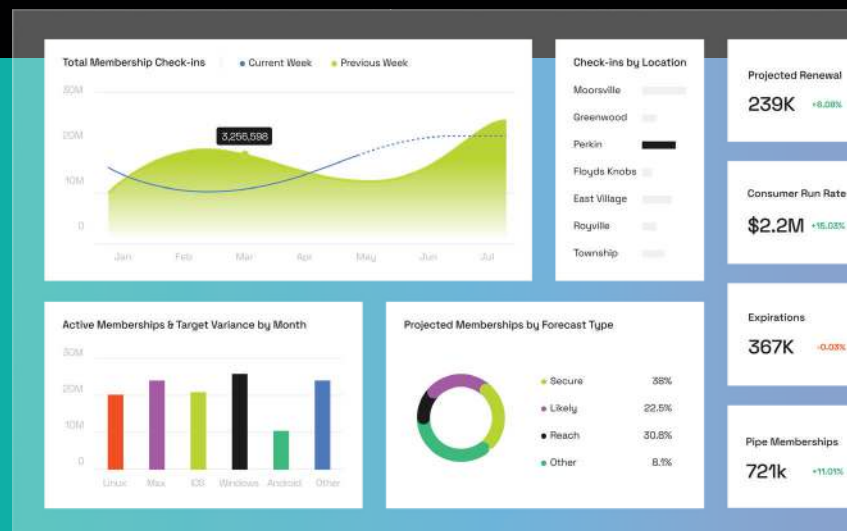 Total Membership Check-ins
Current Week
Previous Week
30M
20M
10M
0
3,256,598
Jan
Feb
Mar
Apr
May
Jun
Jul
Check-ins by Location
Moorsville
Greenwood
Perkin
Floyds Knobs
East Village
Royville
Township
Projected Renewal
239K
+6.08%
Consumer Run Rate
$2.2M
+15.03%
Active Memberships & Target Variance by Month
30M
20M
10M
0
Linux
Max
iOS
Windows
Android
Other
Projected Memberships by Forecast Type
Secure 36%
Likely 22.5%
Reach 30.8%
Other 8.1%
Expirations
367K
-0.03%
Pipe Memberships
721k
+11.01%